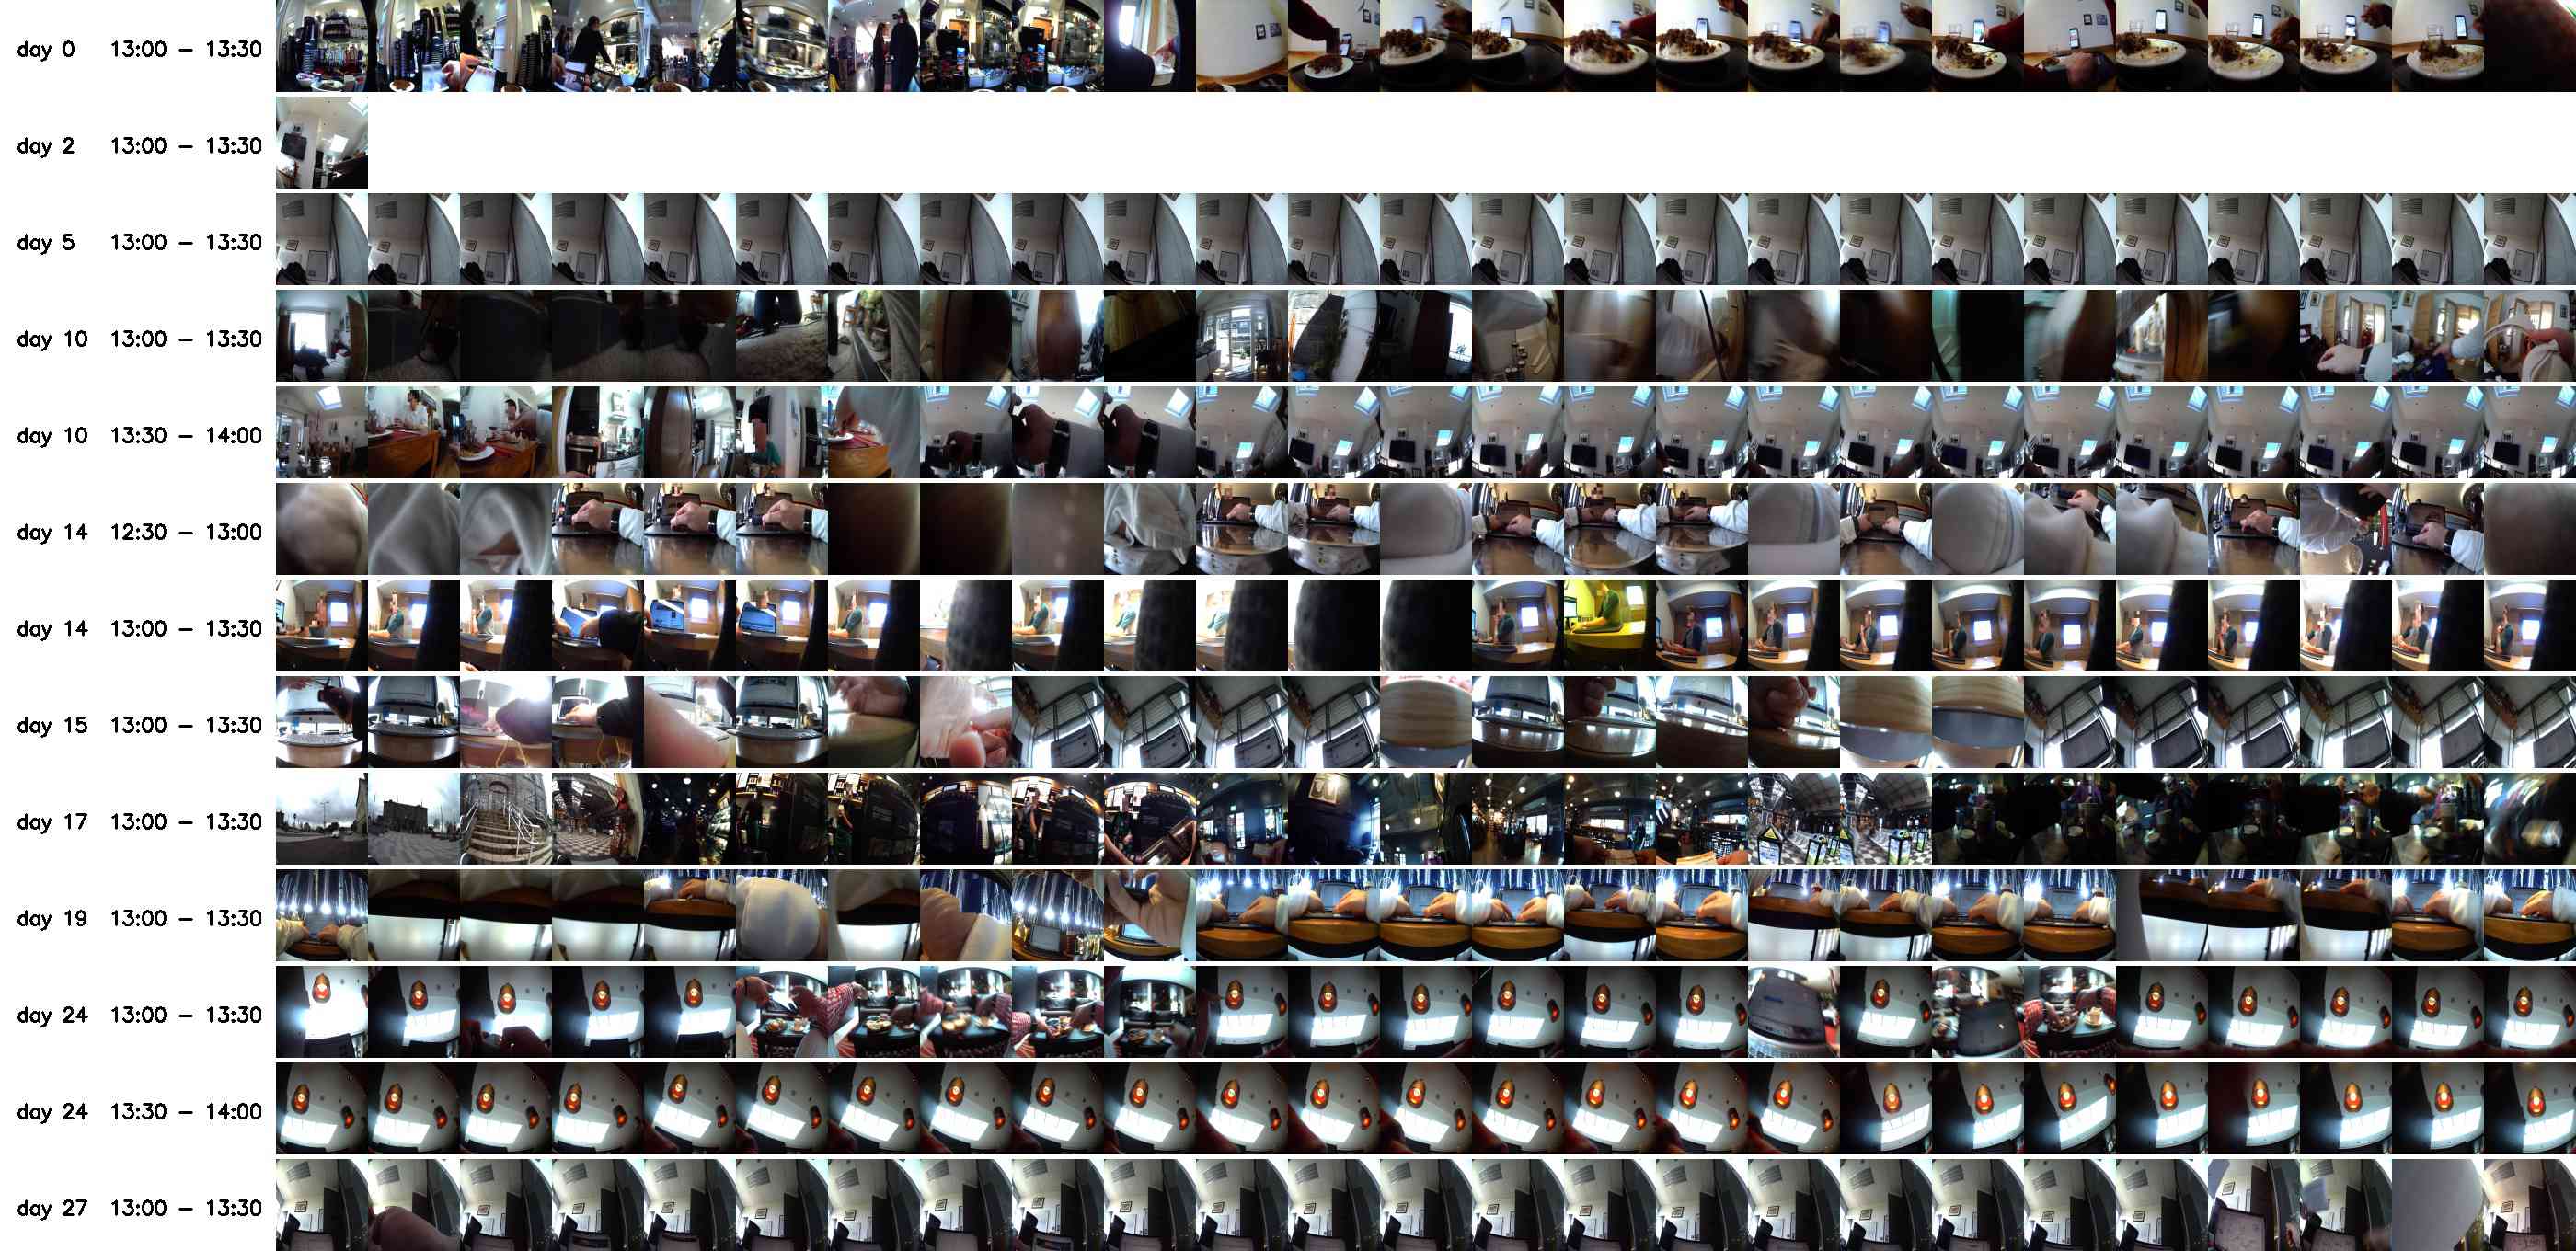 day 0 13:00 - 13:30
day 2 13:00 - 13:30
day 5 13:00 - 13:30
day 10 13:00 - 13:30
day 10 13:30 - 14:00
day 14 12:30 - 13:00
day 14 13:00 - 13:30
day 15 13:00 - 13:30
day 17 13:00 - 13:30
day 19 13:00 - 13:30
day 24 13:00 - 13:30
day 24 13:30 - 14:00
day 27 13:00 - 13:30